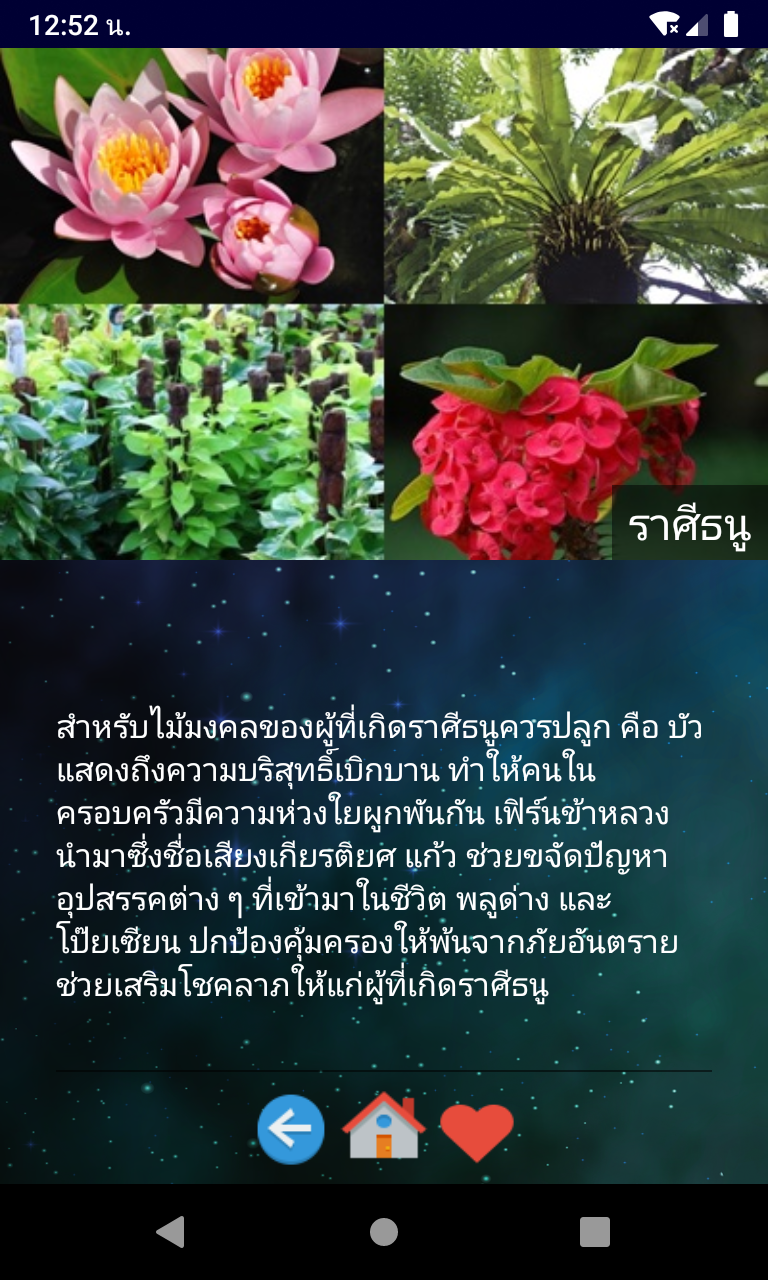 12:52 น.
ราศีธนู
สำหรับไม้มงคลของผู้ที่เกิดราศีธนูควรปลูก คือ บัว
แสดงถึงความบริสุทธิ์เบิกบาน ทำให้คนใน
ครอบครัวมีความห่วงใยผูกพันกัน เฟิร์นข้าหลวง
นำมาซึ่งชื่อเสียงเกียรติยศ แก้ว ช่วยขจัดปัญหา
อุปสรรคต่าง ๆ ที่เข้ามาในชีวิต พลูด่าง และ
โป๊ยเซียน ปกป้องคุ้มครองให้พ้นจากภัยอันตราย
ช่วยเสริมโชคลาภให้แก่ผู้ที่เกิดราศีธนู